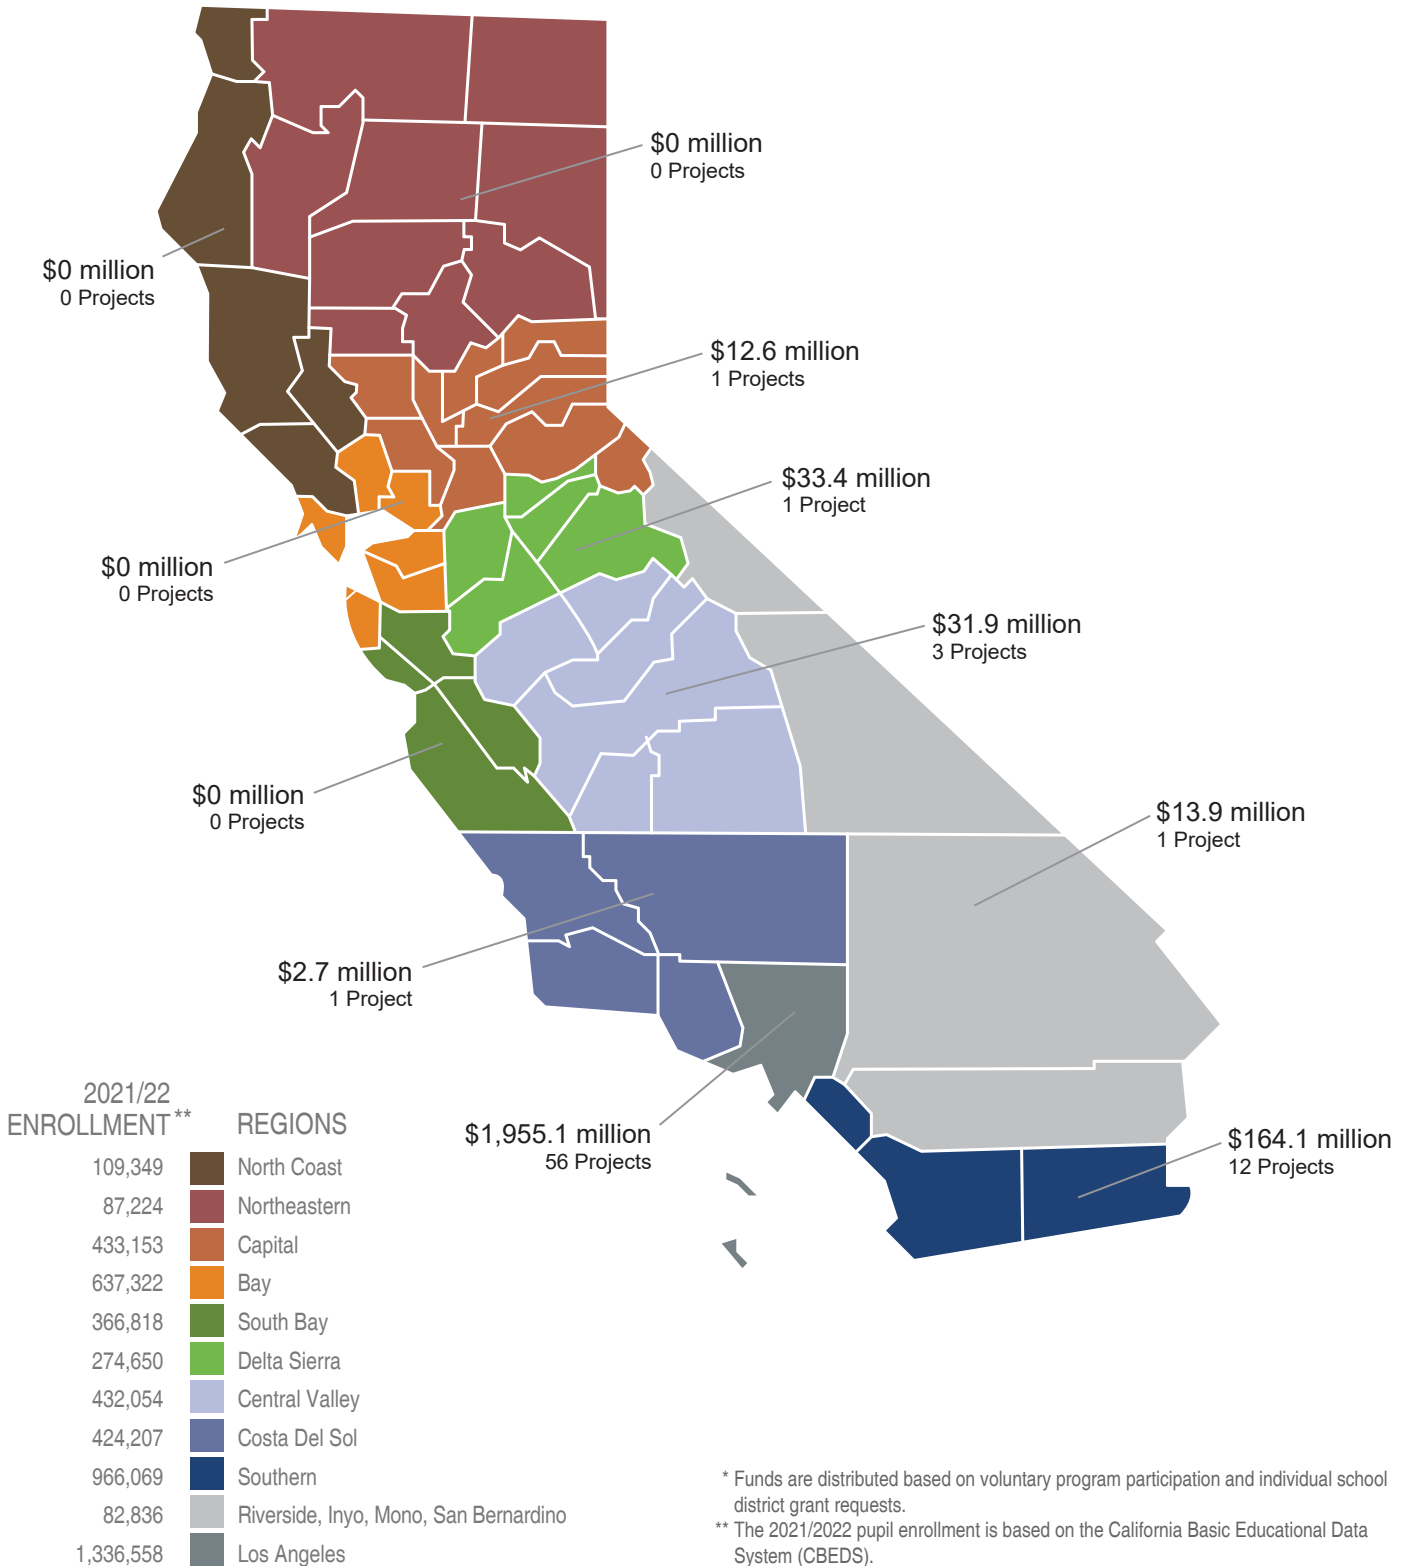 $0 million
0 Projects
$0 million
0 Projects
$12.6 million
1 Projects
$33.4 million
1 Project
$0 million
0 Projects
$31.9 million
3 Projects
$0 million
0 Projects
$13.9 million
1 Project
$2.7 million
1 Project
$1,955.1 million
56 Projects
$164.1 million
12 Projects
2021/22
ENROLLMENT** REGIONS
109,349 North Coast
87,224 Northeastern
433,153 Capital
637,322 Bay
366,818 South Bay
274,650 Delta Sierra
432,054 Central Valley
424,207 Costa Del Sol
966,069 Southern
82,836 Riverside, Inyo, Mono, San Bernardino
1,336,558 Los Angeles
* Funds are distributed based on voluntary program participation and individual school
district grant requests.
** The 2021/2022 pupil enrollment is based on the California Basic Educational Data
System (CBEDS).